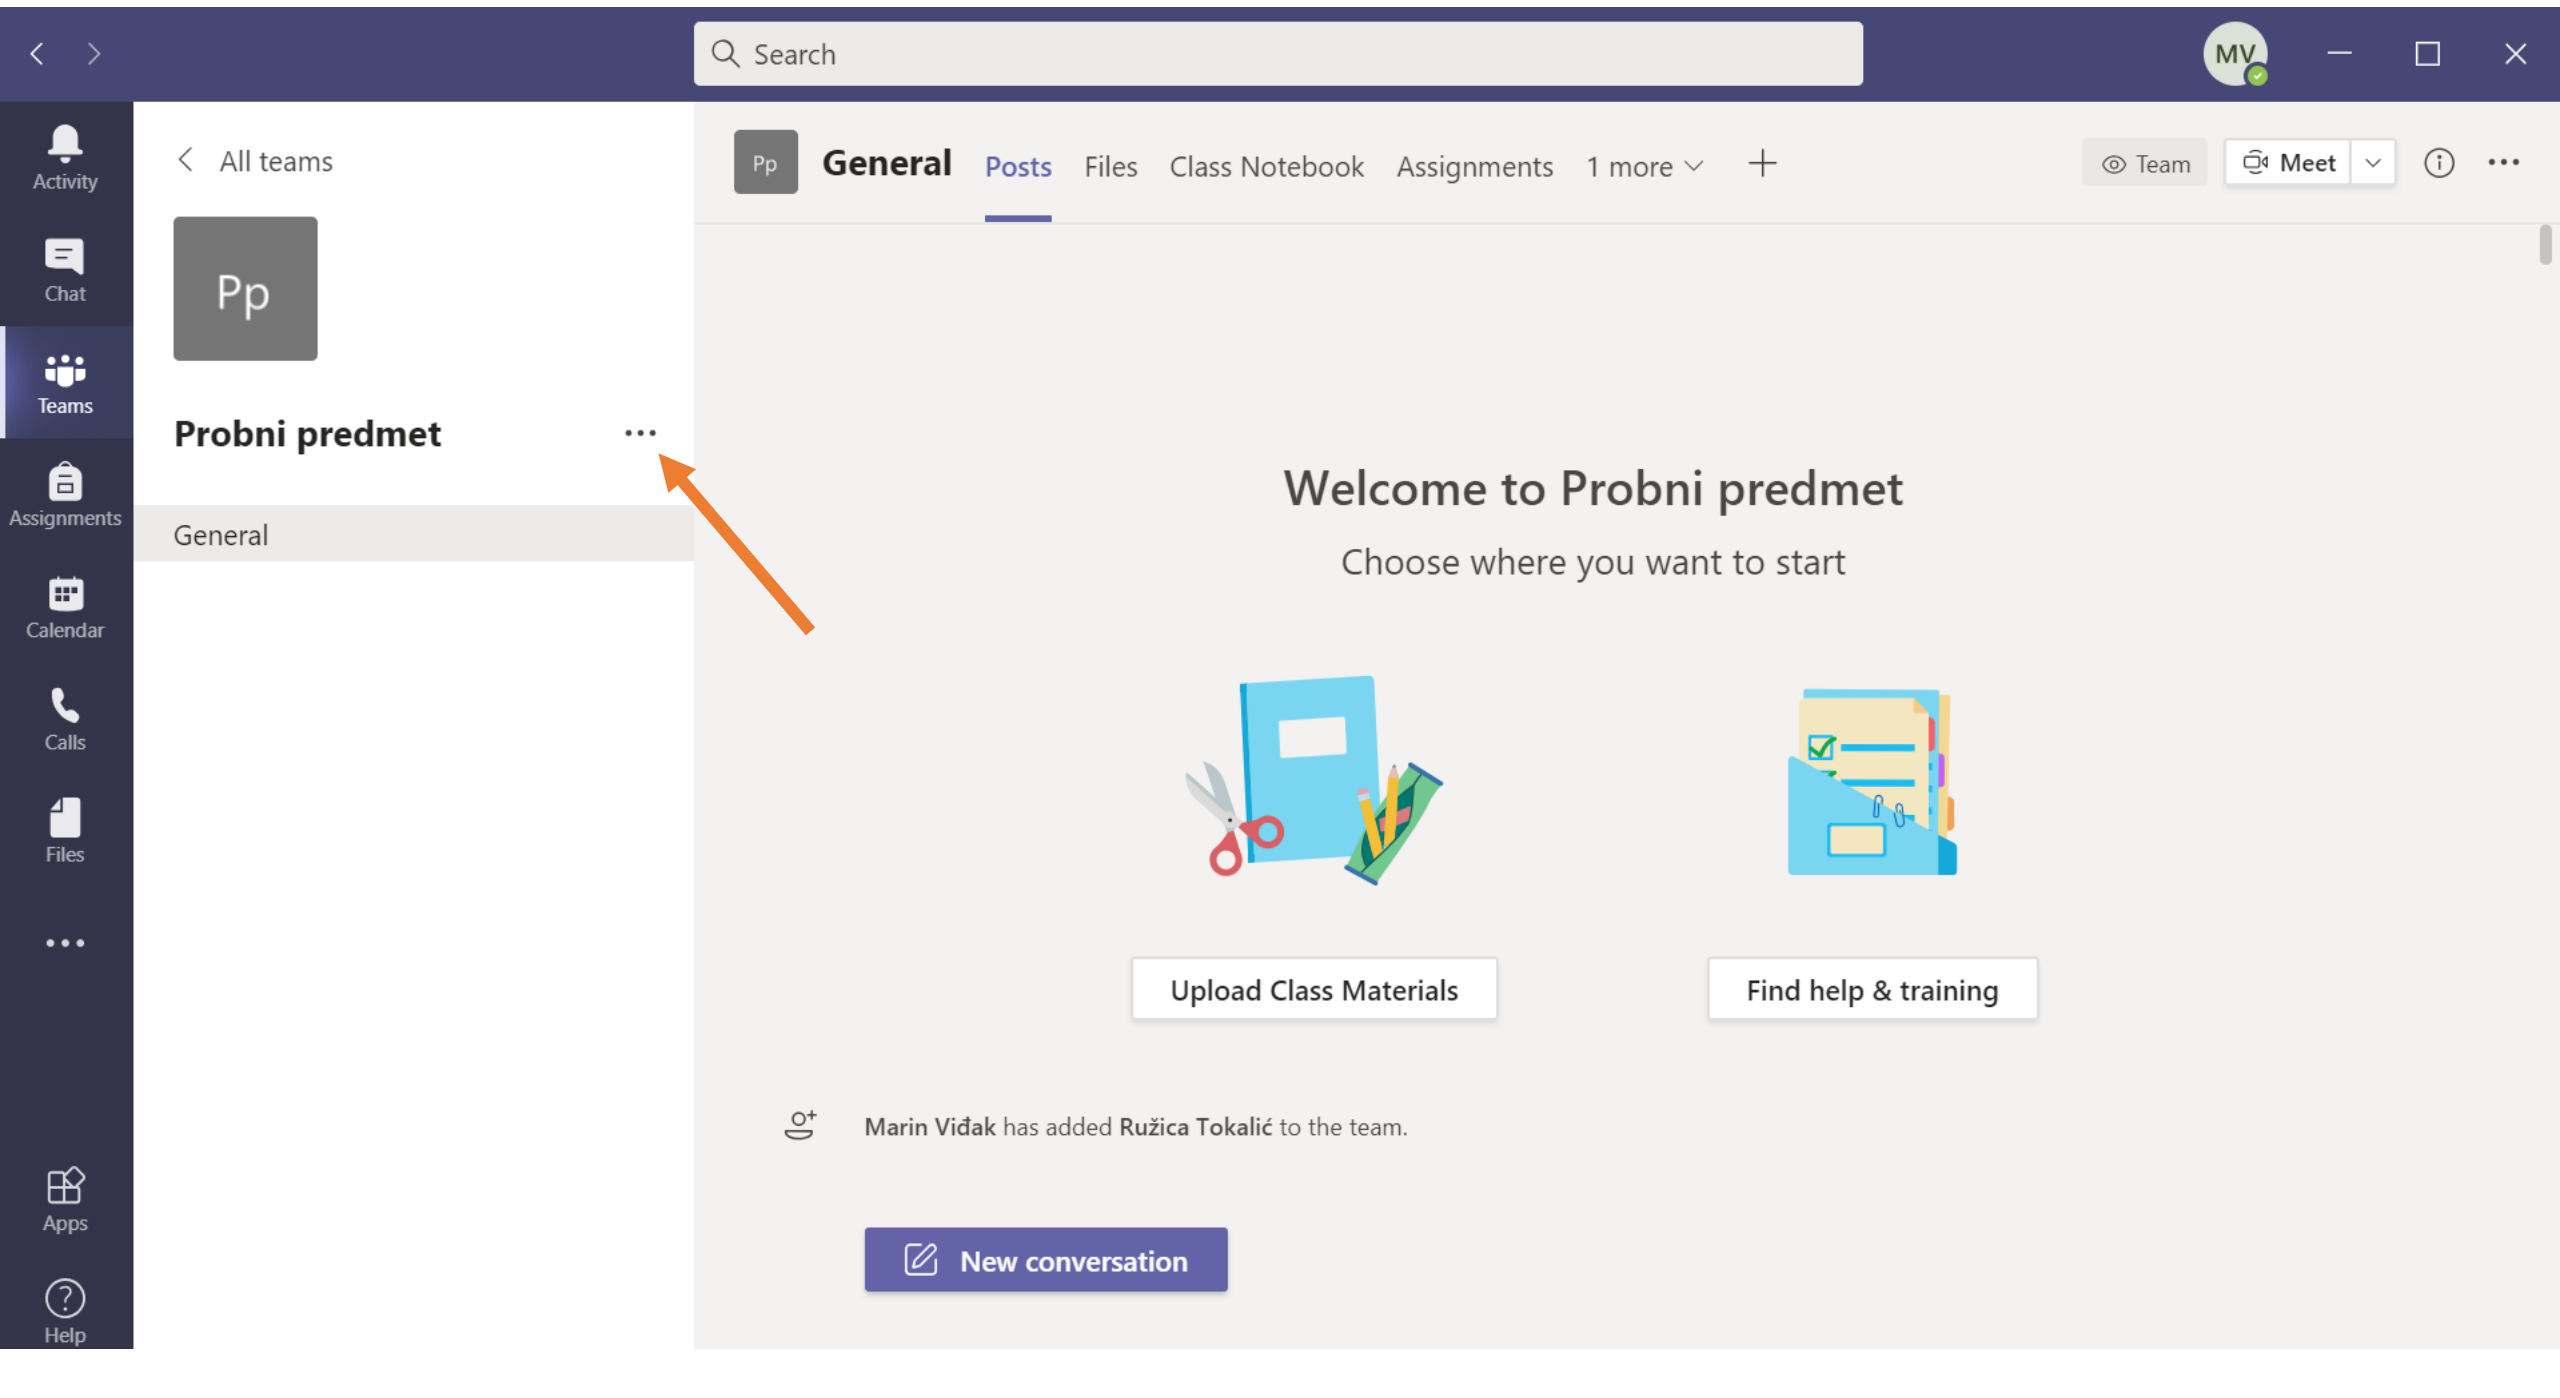 Search
MV
Activity
Chat
Teams
Assignments
Calendar
Calls
Files
Apps
Help
All teams
Pp
Probni predmet
General
Pp
General Posts Files Class Notebook Assignments 1 more
Team
Meet
Welcome to Probni predmet
Choose where you want to start
Upload Class Materials
Find help & training
Marin Viđak has added Ružica Tokalić to the team.
New conversation